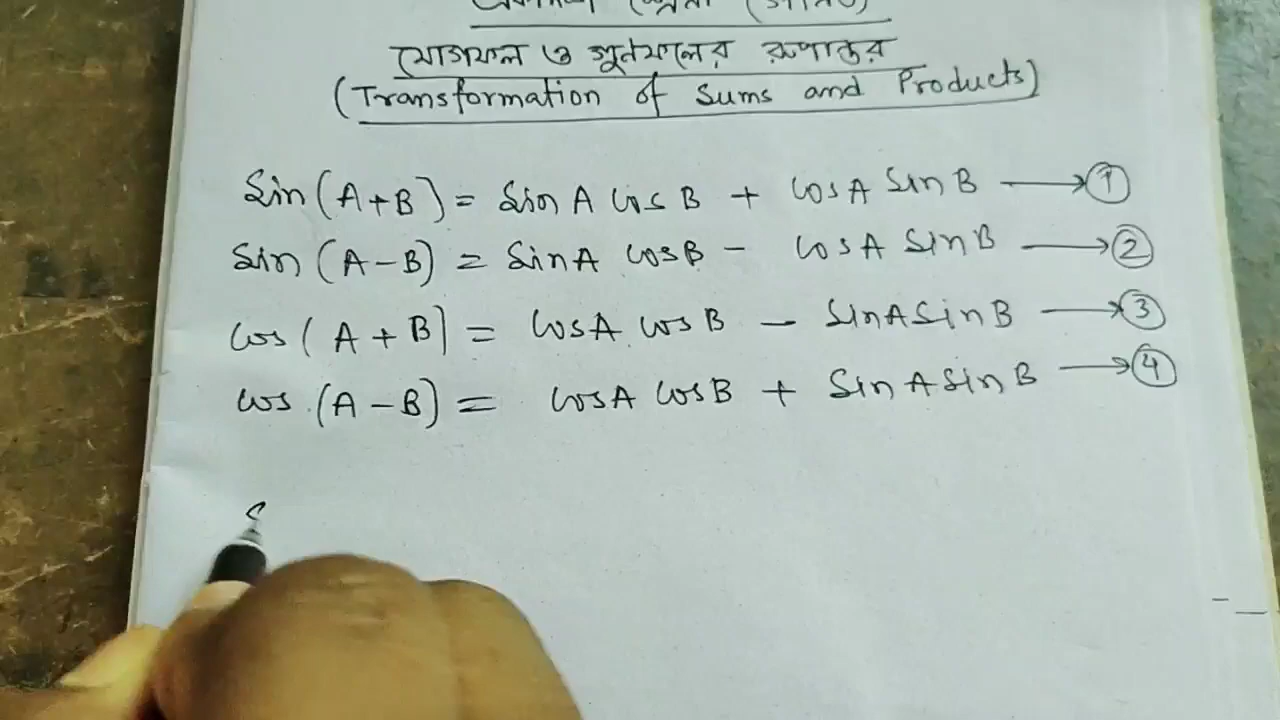 যোগফল ও গুনফলের রূপান্তর
(Transformation of Sums and Products)
Sin (A+B) = Sin A Cos B + Cos A Sin B → ①
Sin (A-B) = Sin A Cos B - Cos A Sin B → ②
Cos (A+B) = Cos A Cos B - Sin A Sin B → ③
Cos (A-B) = Cos A Cos B + Sin A Sin B → ④